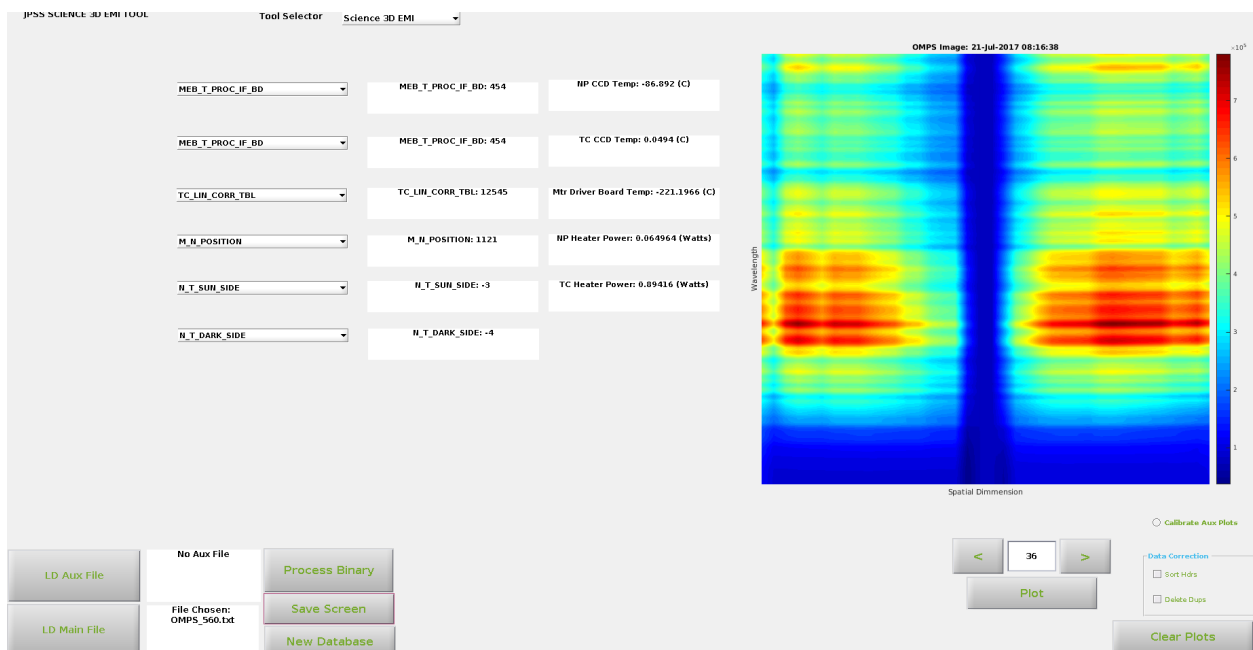 JPSS SCIENCE 3D EMI TOOL
Tool Selector
Science 3D EMI
MEB_T_PROC_IF_BD
MEB_T_PROC_IF_BD: 454
NP CCD Temp: -86.892 (C)
MEB_T_PROC_IF_BD
MEB_T_PROC_IF_BD: 454
TC CCD Temp: 0.0494 (C)
TC_LIN_CORR_TBL
TC_LIN_CORR_TBL: 12545
Mtr Driver Board Temp: -221.1966 (C)
M_N_POSITION
M_N_POSITION: 1121
NP Heater Power: 0.064964 (Watts)
N_T_SUN_SIDE
N_T_SUN_SIDE: -3
TC Heater Power: 0.89416 (Watts)
N_T_DARK_SIDE
N_T_DARK_SIDE: -4
OMPS Image: 21-Jul-2017 08:16:38
×10⁵
7
6
5
4
3
2
1
Wavelength
Spatial Dimmension
Calibrate Aux Plots
LD Aux File
No Aux File
Process Binary
<
36
>
Data Correction
Sort Hdrs
Delete Dups
Plot
LD Main File
File Chosen:
OMPS_560.txt
Save Screen
New Database
Clear Plots